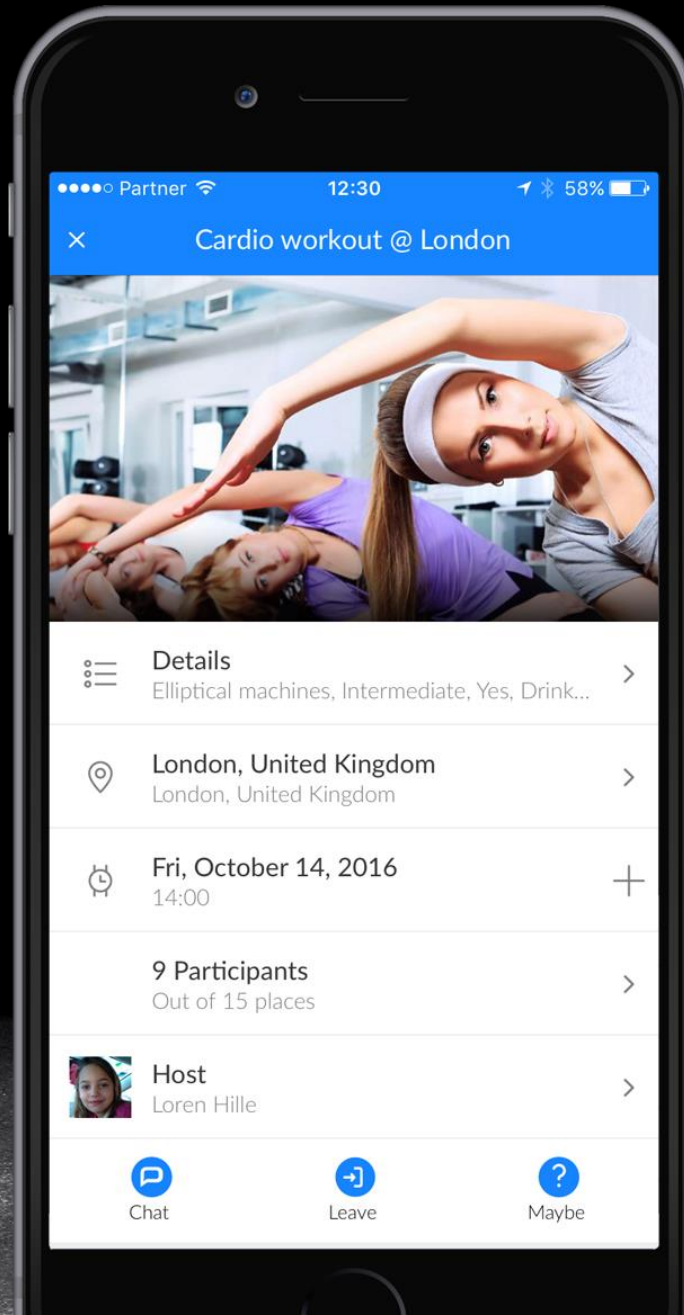 Partner 12:30 58%
Cardio workout @ London
Details
Elliptical machines, Intermediate, Yes, Drink...
London, United Kingdom
London, United Kingdom
Fri, October 14, 2016
14:00
9 Participants
Out of 15 places
Host
Loren Hille
Chat Leave Maybe